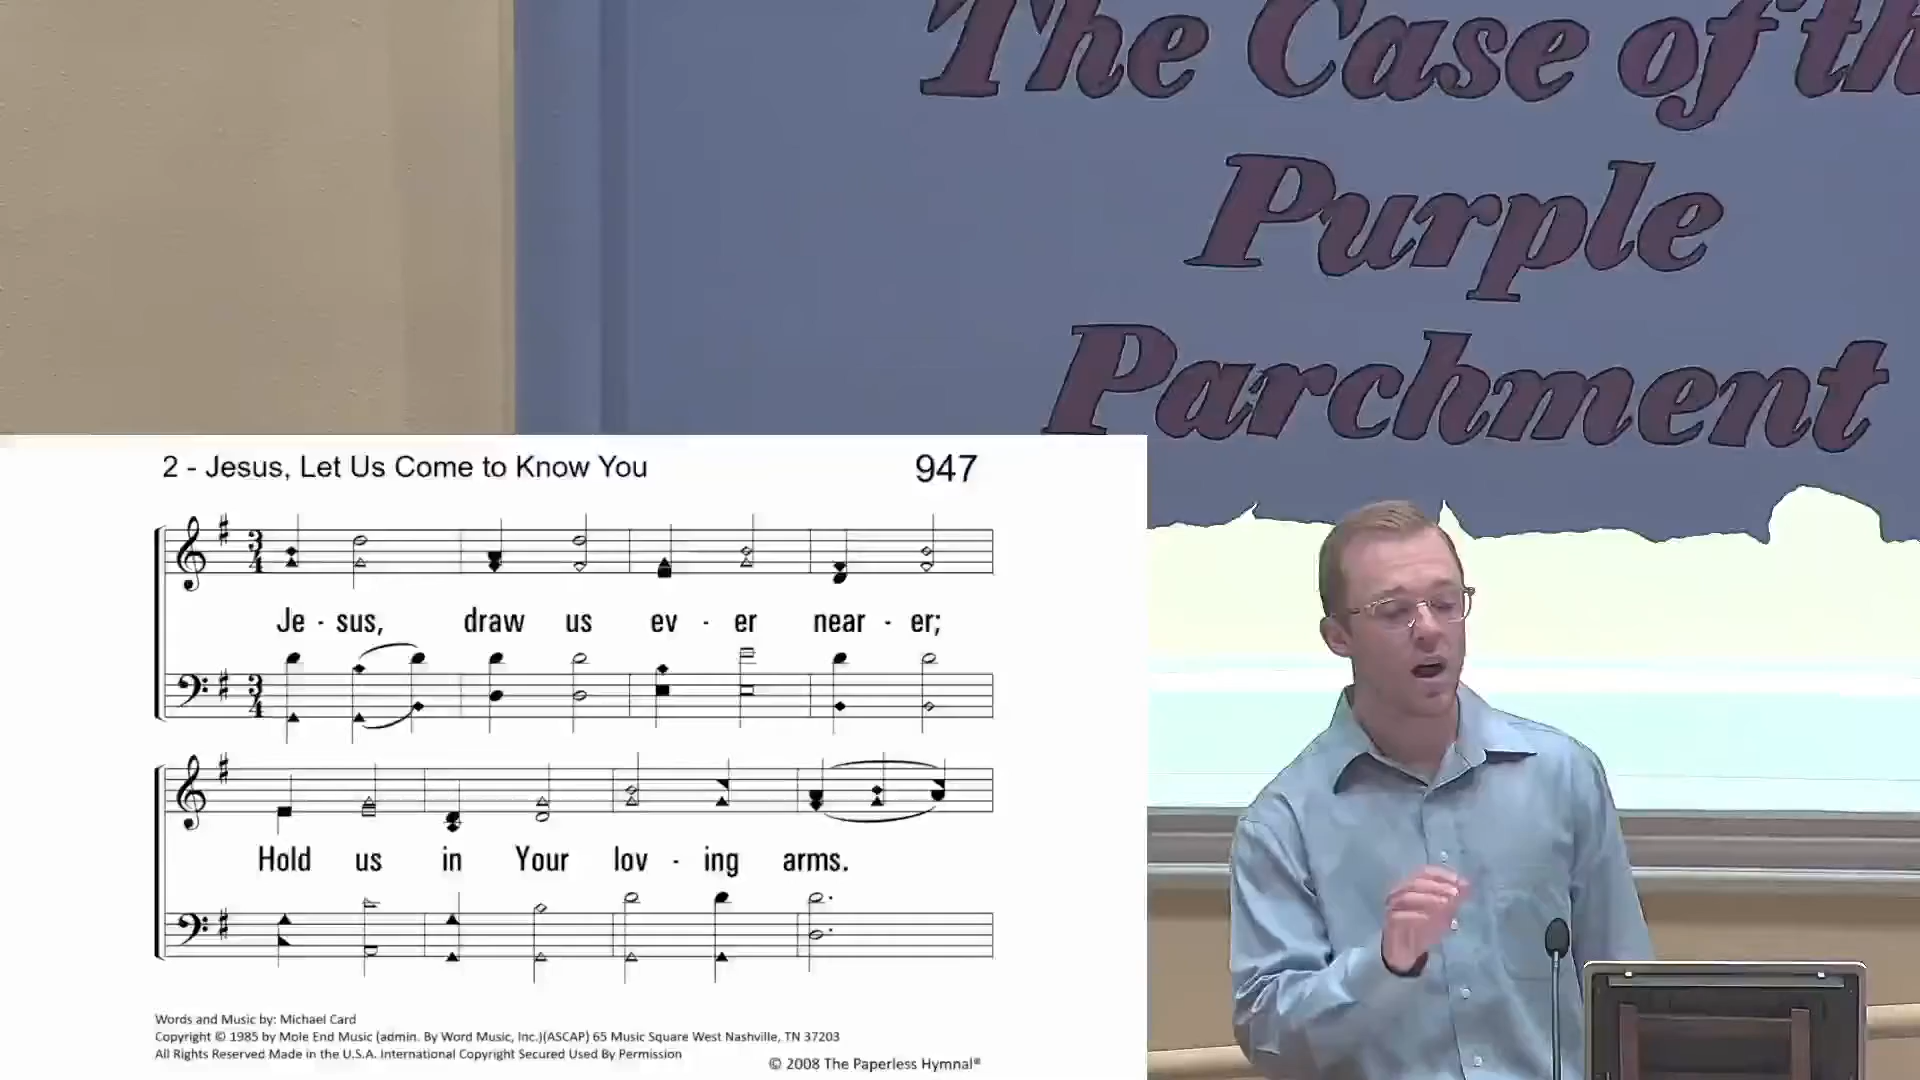 The Case of th
Purple
Parchment
2 - Jesus, Let Us Come to Know You 947
Je - sus, draw us ev - er near - er;
Hold us in Your lov - ing arms.
Words and Music by: Michael Card
Copyright © 1985 by Mole End Music (admin. By Word Music, Inc.)(ASCAP) 65 Music Square West Nashville, TN 37203
All Rights Reserved Made in the U.S.A. International Copyright Secured Used By Permission
© 2008 The Paperless Hymnal®